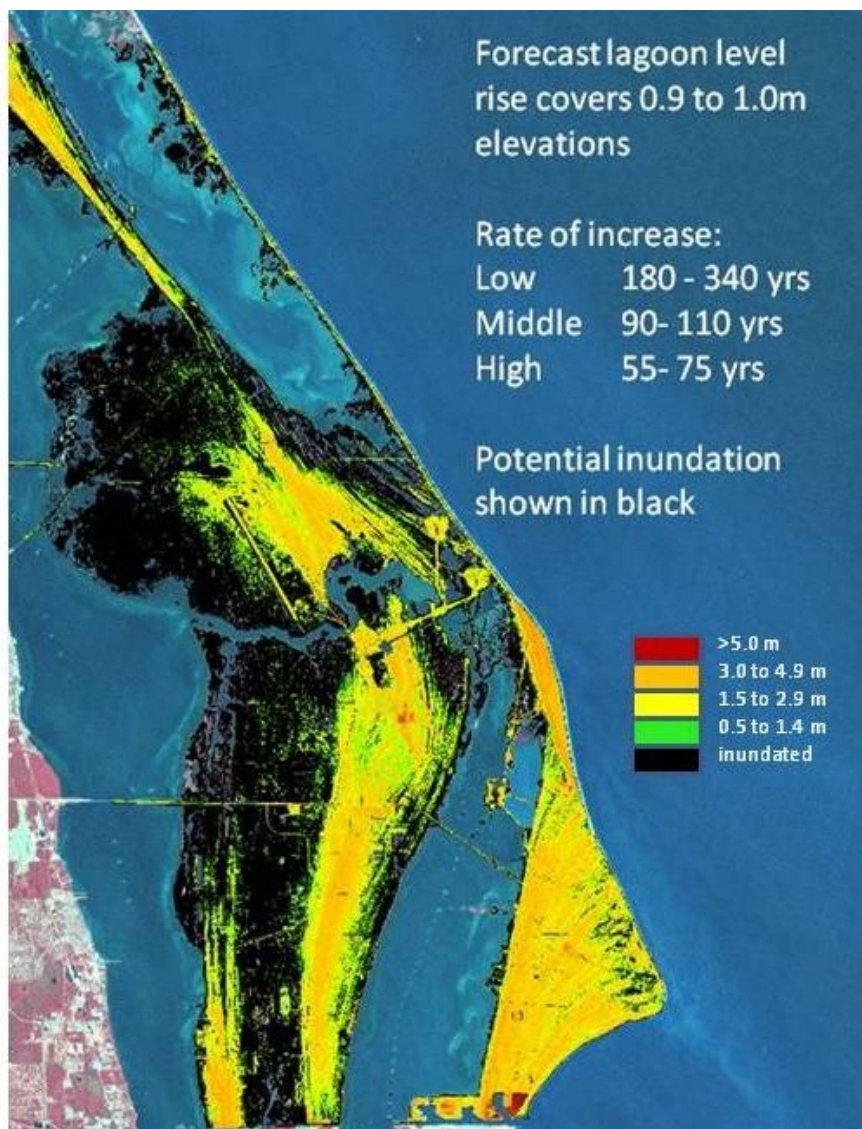 Forecast lagoon level
rise covers 0.9 to 1.0m
elevations
Rate of increase:
Low 180 - 340 yrs
Middle 90- 110 yrs
High 55- 75 yrs
Potential inundation
shown in black
>5.0 m
3.0 to 4.9 m
1.5 to 2.9 m
0.5 to 1.4 m
inundated